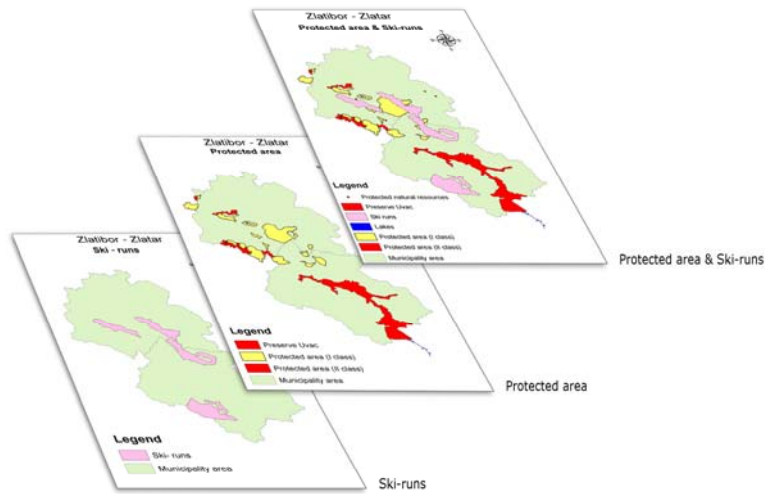 Zlatibor - Zlatar
Protected area & Ski-runs
Legend
Protected natural resources
Preserve Uvac
Ski-runs
Lakes
Protected area (I class)
Protected area (II class)
Municipality area
Protected area & Ski-runs
Zlatibor - Zlatar
Protected area
Legend
Preserve Uvac
Protected area (I class)
Protected area (II class)
Municipality area
Protected area
Zlatibor - Zlatar
Ski - runs
Legend
Ski- runs
Municipality area
Ski-runs